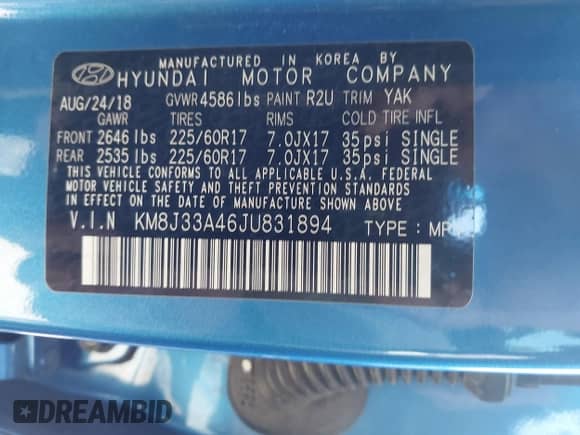 MANUFACTURED IN KOREA BY
HYUNDAI MOTOR COMPANY
AUG/24/18 GVWR 4586 lbs PAINT R2U TRIM YAK
GAWR TIRES RIMS COLD TIRE INFL
FRONT 2646 lbs 225/60R17 7.0JX17 35psi SINGLE
REAR 2535 lbs 225/60R17 7.0JX17 35psi SINGLE
THIS VEHICLE CONFORMS TO ALL APPLICABLE U.S.A. FEDERAL
MOTOR VEHICLE SAFETY, BUMPER, AND THEFT PREVENTION
STANDARDS IN EFFECT ON THE DATE OF MANUFACTURE SHOWN ABOVE.
V.I.N KM8J33A46JU831894 TYPE : MP
DREAMBID